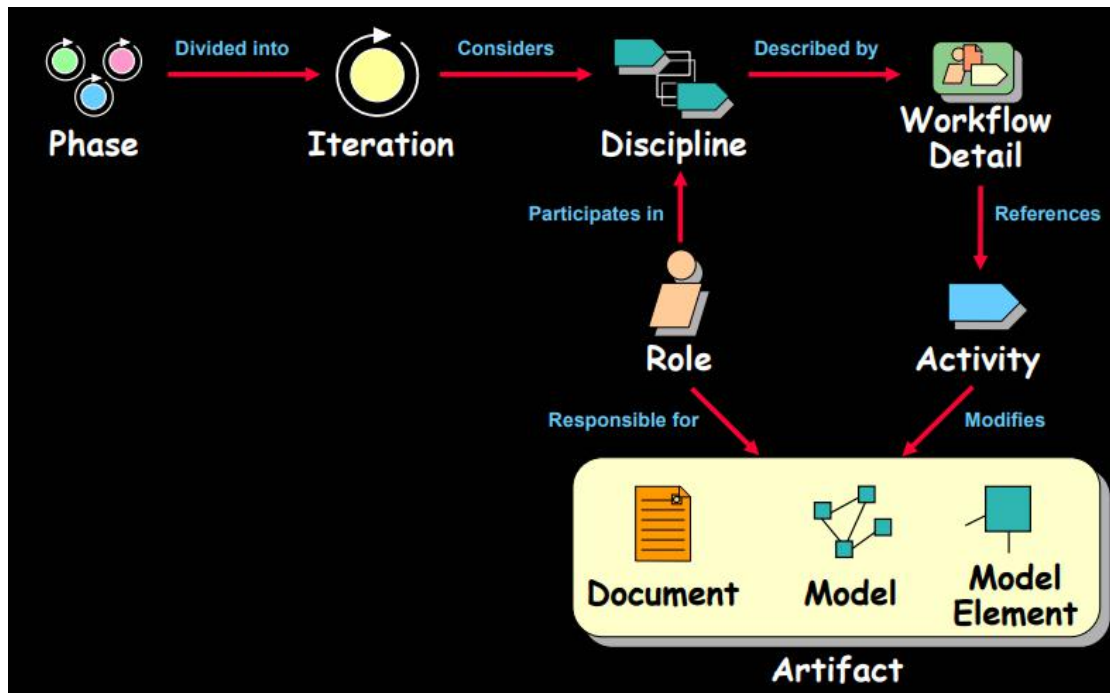 Divided into
Considers
Described by
Phase
Iteration
Discipline
Workflow
Detail
Participates in
References
Role
Activity
Responsible for
Modifies
Document
Model
Model
Element
Artifact